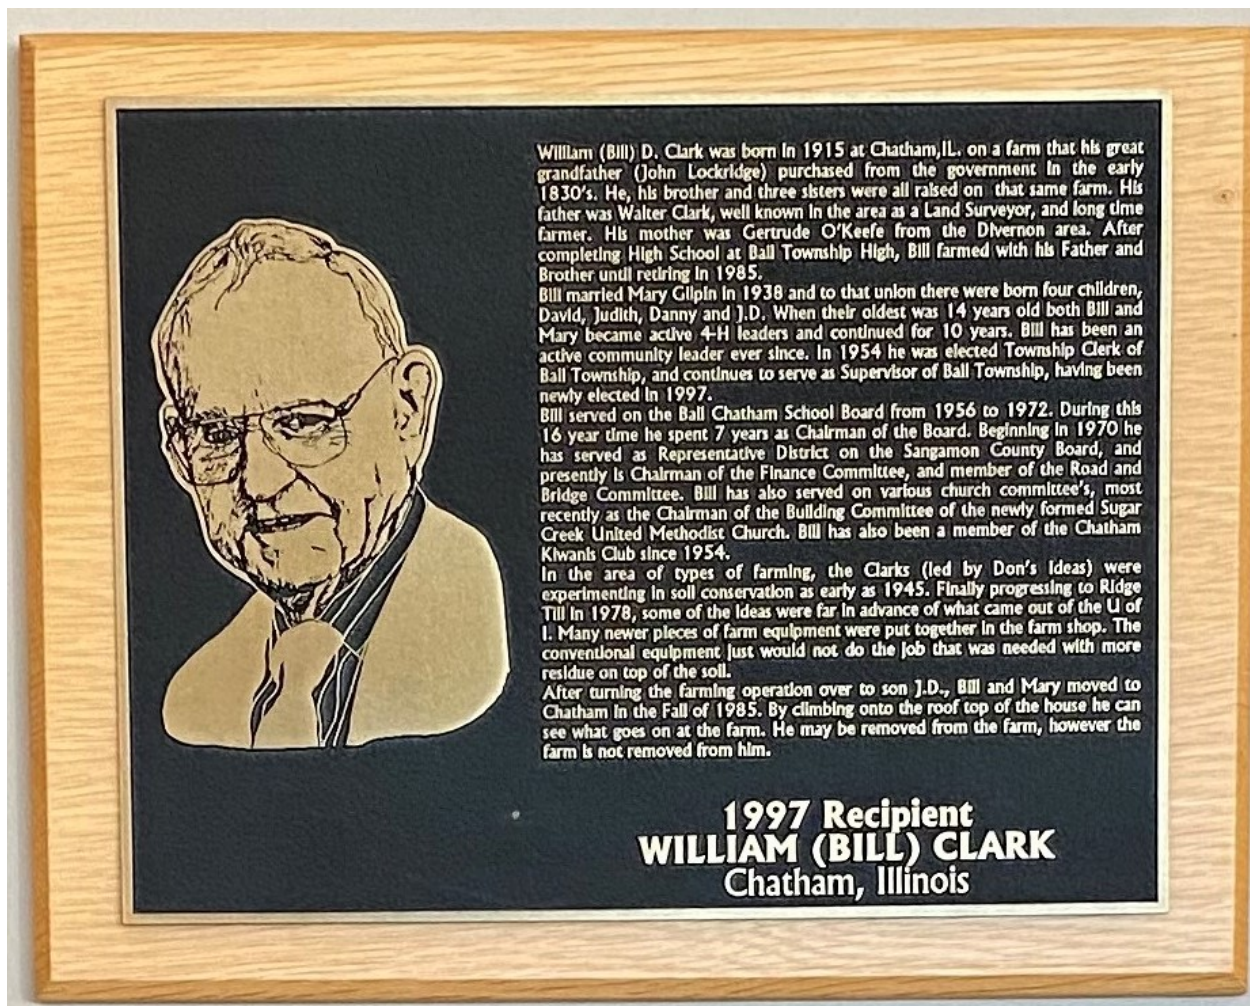 William (Bill) D. Clark was born in 1915 at Chatham,IL. on a farm that his great
grandfather (John Lockridge) purchased from the government in the early
1830's. He, his brother and three sisters were all raised on that same farm. His
father was Walter Clark, well known in the area as a Land Surveyor, and long time
farmer. His mother was Gertrude O'Keefe from the Divernon area. After
completing High School at Ball Township High, Bill farmed with his Father and
Brother until retiring in 1985.
Bill married Mary Gilpin in 1938 and to that union there were born four children,
David, Judith, Danny and J.D. When their oldest was 14 years old both Bill and
Mary became active 4-H leaders and continued for 10 years. Bill has been an
active community leader ever since. In 1954 he was elected Township Clerk of
Ball Township, and continues to serve as Supervisor of Ball Township, having been
newly elected in 1997.
Bill served on the Ball Chatham School Board from 1956 to 1972. During this
16 year time he spent 7 years as Chairman of the Board. Beginning in 1970 he
has served as Representative District on the Sangamon County Board, and
presently is Chairman of the Finance Committee, and member of the Road and
Bridge Committee. Bill has also served on various church committee's, most
recently as the Chairman of the Building Committee of the newly formed Sugar
Creek United Methodist Church. Bill has also been a member of the Chatham
Kiwanis Club since 1954.
In the area of types of farming, the Clarks (led by Don's ideas) were
experimenting in soil conservation as early as 1945. Finally progressing to Ridge
Till in 1978, some of the ideas were far in advance of what came out of the U of
I. Many newer pieces of farm equipment were put together in the farm shop. The
conventional equipment just would not do the job that was needed with more
residue on top of the soil.
After turning the farming operation over to son J.D., Bill and Mary moved to
Chatham in the Fall of 1985. By climbing onto the roof top of the house he can
see what goes on at the farm. He may be removed from the farm, however the
farm is not removed from him.
1997 Recipient
WILLIAM (BILL) CLARK
Chatham, Illinois